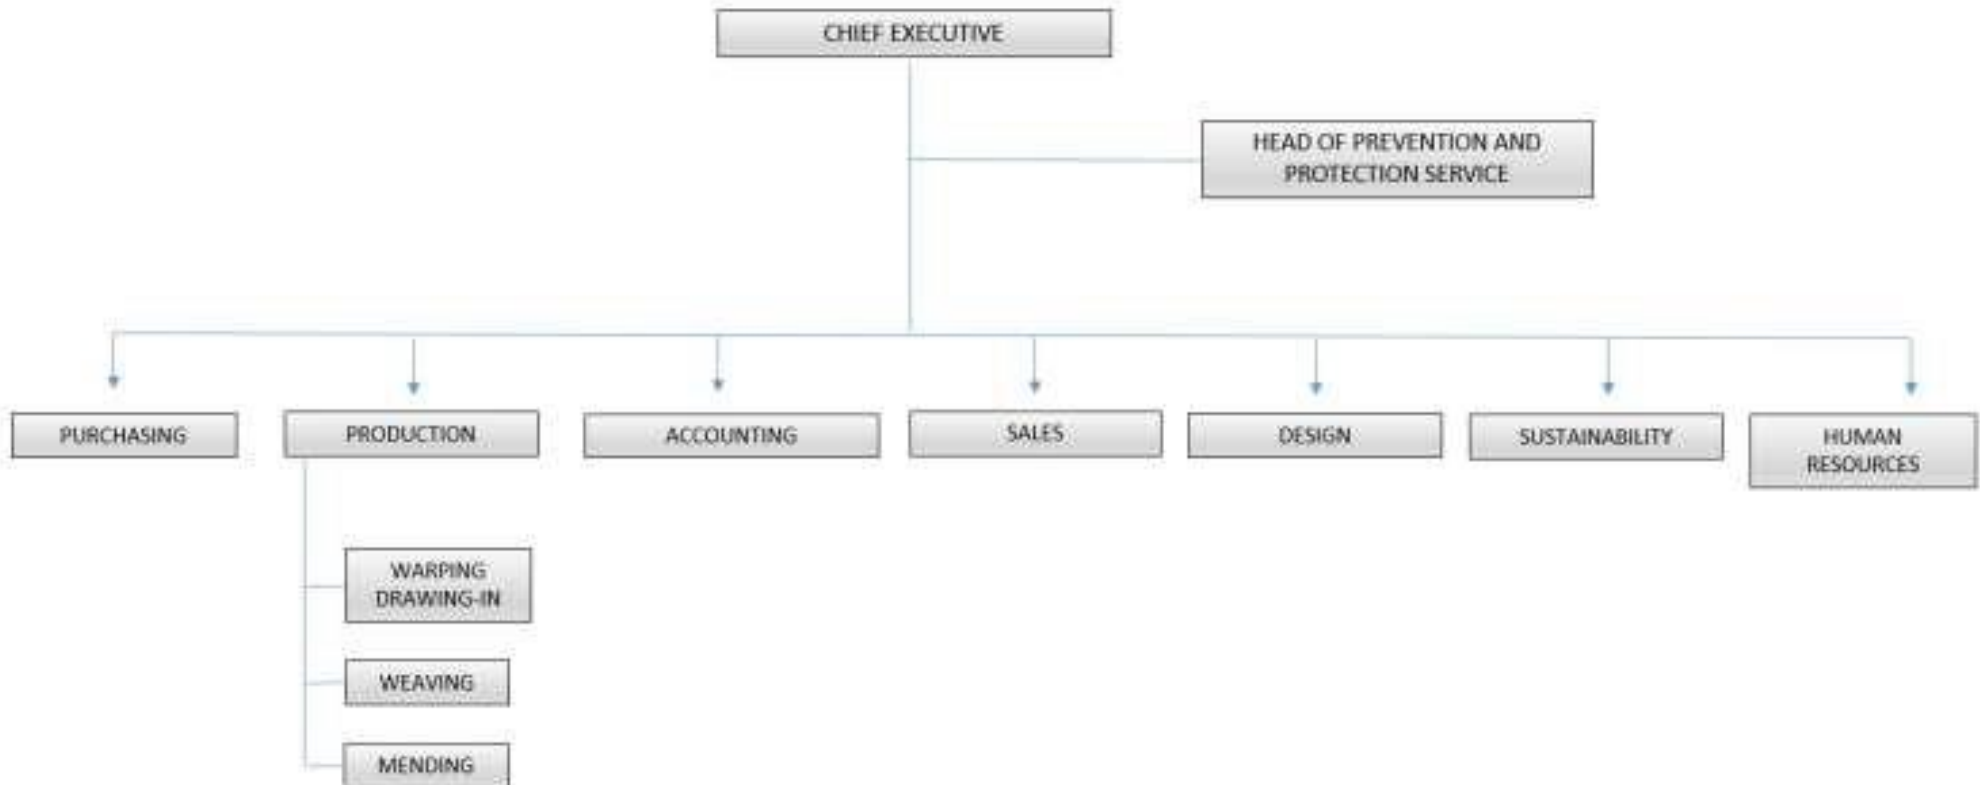 CHIEF EXECUTIVE
HEAD OF PREVENTION AND
PROTECTION SERVICE
PURCHASING
PRODUCTION
ACCOUNTING
SALES
DESIGN
SUSTAINABILITY
HUMAN
RESOURCES
WARPING
DRAWING-IN
WEAVING
MENDING